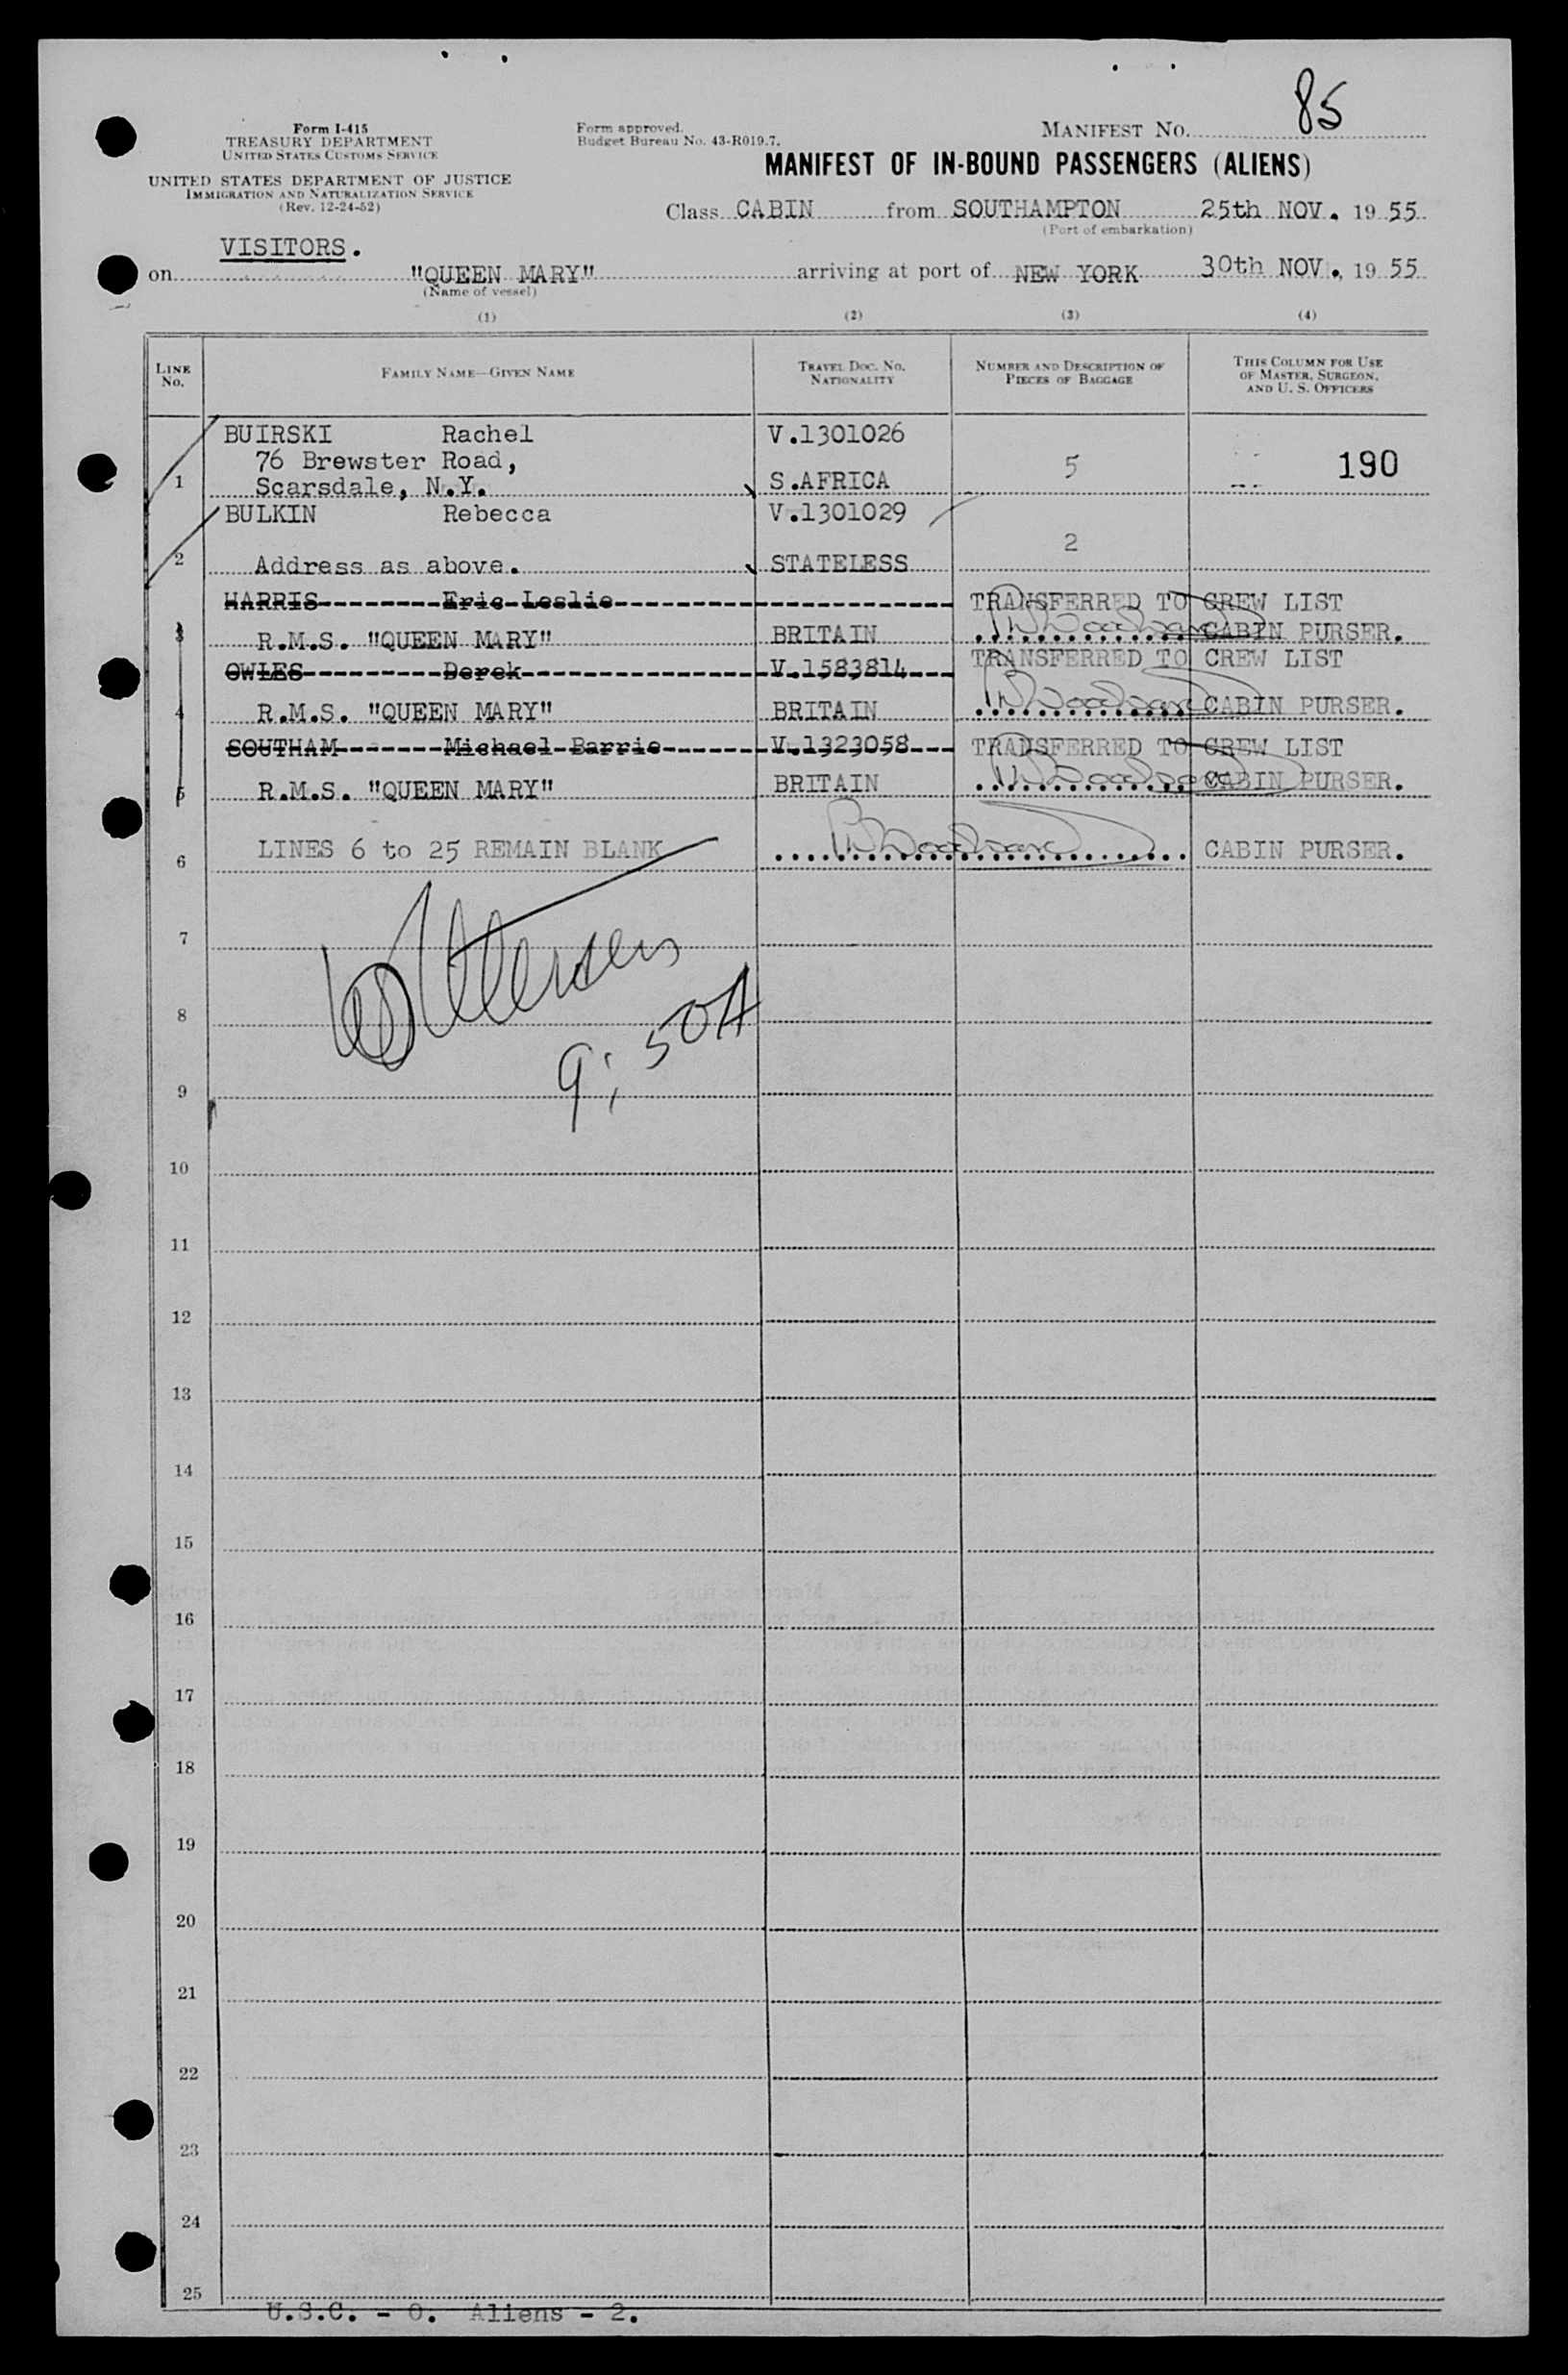 85
Form I-415
TREASURY DEPARTMENT
UNITED STATES CUSTOMS SERVICE
UNITED STATES DEPARTMENT OF JUSTICE
IMMIGRATION AND NATURALIZATION SERVICE
(Rev. 12-24-52)
Form approved.
Budget Bureau No. 43-R019.7.
MANIFEST NO.
MANIFEST OF IN-BOUND PASSENGERS (ALIENS)
Class CABIN from SOUTHAMPTON 25th NOV. 19 55
(Port of embarkation)
VISITORS.
on "QUEEN MARY" arriving at port of NEW YORK 30th NOV., 19 55
(Name of vessel)
(1) (2) (3) (4)
LINE NO. FAMILY NAME—GIVEN NAME TRAVEL DOC. NO. NATIONALITY NUMBER AND DESCRIPTION OF PIECES OF BAGGAGE THIS COLUMN FOR USE OF MASTER, SURGEON, AND U. S. OFFICERS
BUIRSKI Rachel V.1301026
76 Brewster Road, 5 190
1 Scarsdale, N.Y. S.AFRICA
BULKIN Rebecca V.1301029
2
2 Address as above. STATELESS
HARRIS Eric Leslie TRANSFERRED TO CREW LIST
3 R.M.S. "QUEEN MARY" BRITAIN CABIN PURSER.
OWLES Derek V.1583814 TRANSFERRED TO CREW LIST
4 R.M.S. "QUEEN MARY" BRITAIN CABIN PURSER.
SOUTHAM Michael Barrie V.1323058 TRANSFERRED TO CREW LIST
5 R.M.S. "QUEEN MARY" BRITAIN CABIN PURSER.
6 LINES 6 to 25 REMAIN BLANK CABIN PURSER.
7
8
9; 50A
9
10
11
12
13
14
15
16
17
18
19
20
21
22
23
24
25
U.S.C. - 0. Aliens - 2.